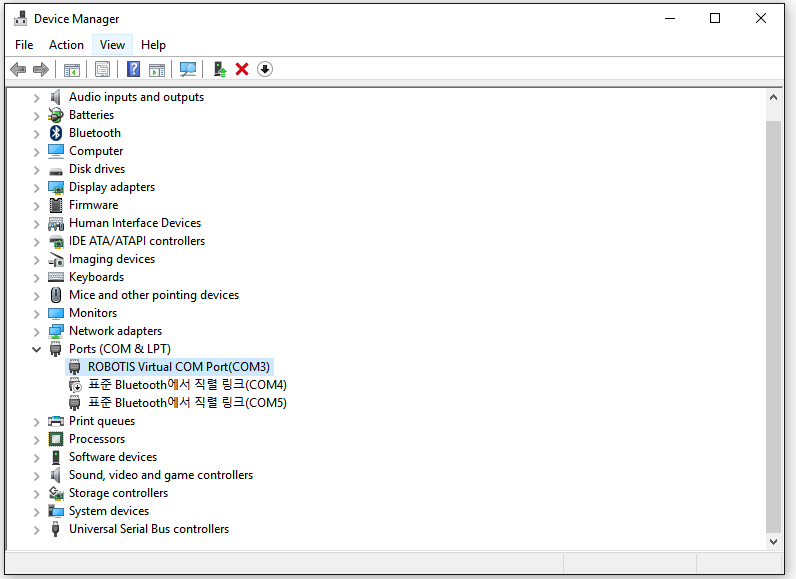 Device Manager
File Action View Help
Audio inputs and outputs
Batteries
Bluetooth
Computer
Disk drives
Display adapters
Firmware
Human Interface Devices
IDE ATA/ATAPI controllers
Imaging devices
Keyboards
Mice and other pointing devices
Monitors
Network adapters
Ports (COM & LPT)
ROBOTIS Virtual COM Port(COM3)
표준 Bluetooth에서 직렬 링크(COM4)
표준 Bluetooth에서 직렬 링크(COM5)
Print queues
Processors
Software devices
Sound, video and game controllers
Storage controllers
System devices
Universal Serial Bus controllers